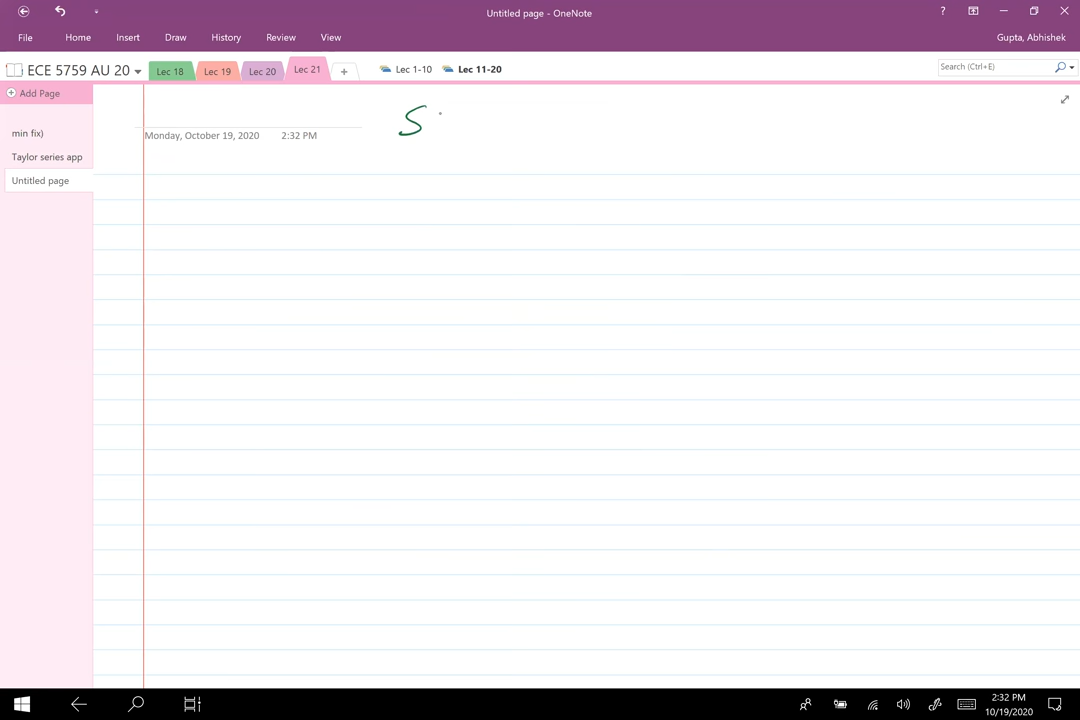 Untitled page - OneNote
?
File Home Insert Draw History Review View
Gupta, Abhishek
ECE 5759 AU 20
Lec 18
Lec 19
Lec 20
Lec 21
+
Lec 1-10
Lec 11-20
Search (Ctrl+E)
Add Page
min fix)
Taylor series app
Untitled page
S
Monday, October 19, 2020 2:32 PM
2:32 PM
10/19/2020